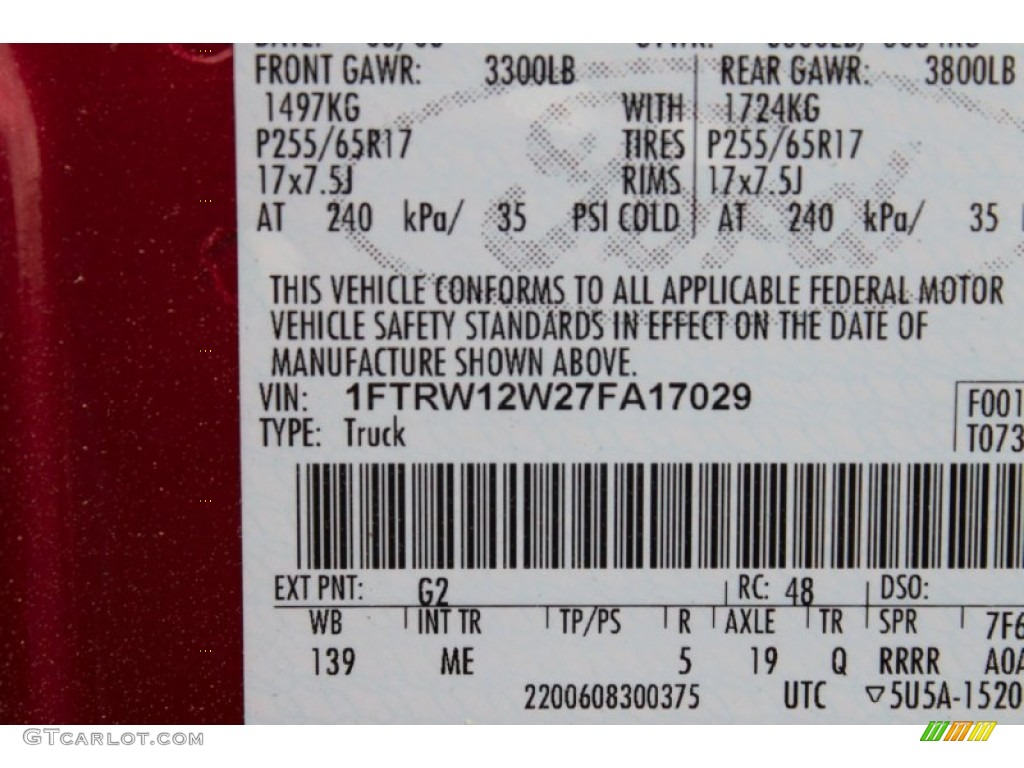 FRONT GAWR: 3300LB REAR GAWR: 3800LB
1497KG WITH 1724KG
P255/65R17 TIRES P255/65R17
17x7.5J RIMS 17x7.5J
AT 240 kPa/ 35 PSI COLD AT 240 kPa/ 35
THIS VEHICLE CONFORMS TO ALL APPLICABLE FEDERAL MOTOR
VEHICLE SAFETY STANDARDS IN EFFECT ON THE DATE OF
MANUFACTURE SHOWN ABOVE.
VIN: 1FTRW12W27FA17029 F001
TYPE: Truck T073
EXT PNT: G2 RC: 48 DSO:
WB INT TR TP/PS R AXLE TR SPR 7F6
139 ME 5 19 Q RRRR A0A
2200608300375 UTC ▽5U5A-1520
GTCarLot.com